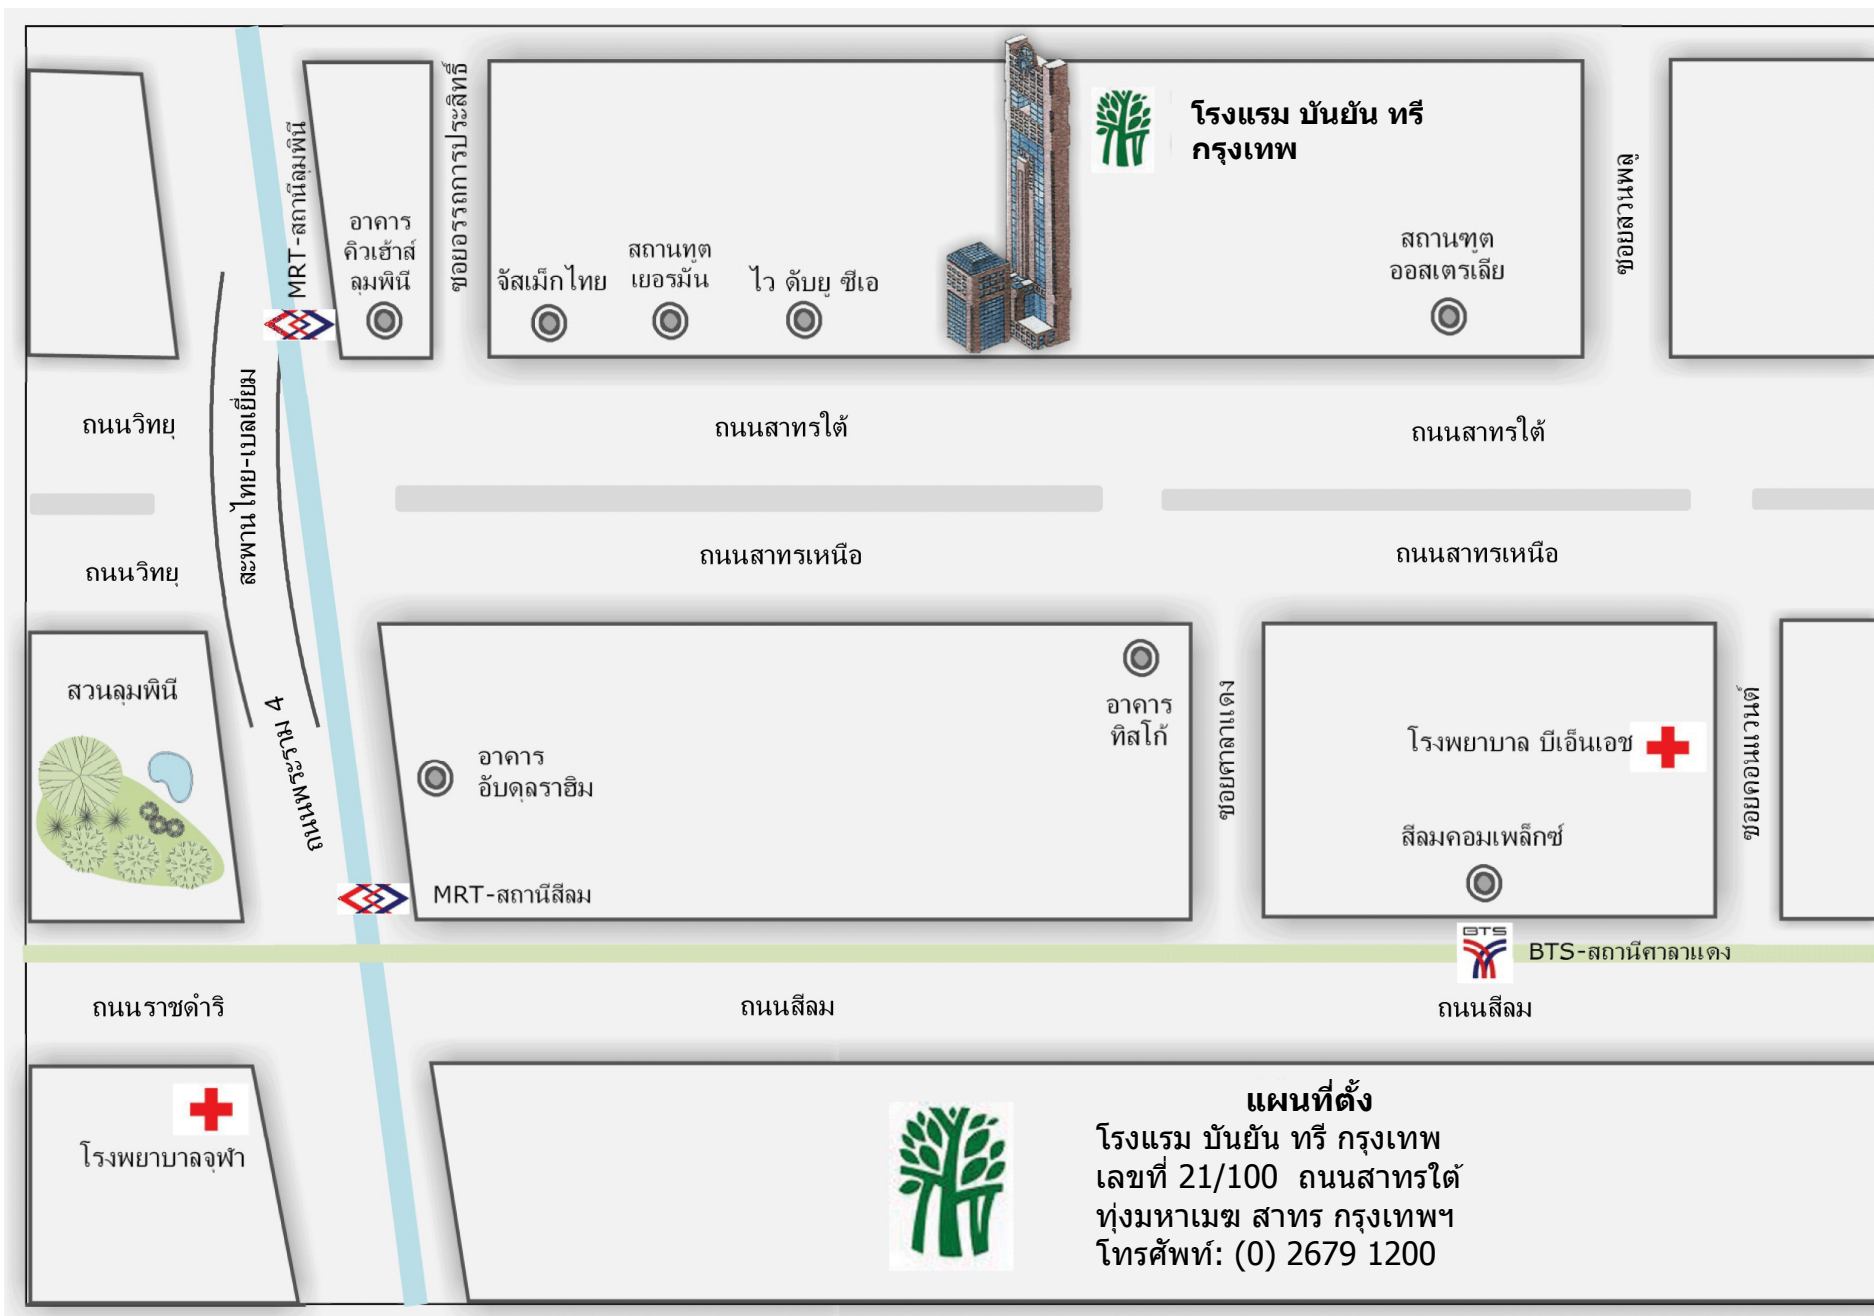 โรงแรม บันยัน ทรี
กรุงเทพ
ซอยอรรถการประสิทธิ์
MRT-สถานีลุมพินี
อาคาร
คิวเฮ้าส์
ลุมพินี
จัสเม็กไทย
สถานทูต
เยอรมัน
ไว ดับยู ซีเอ
สถานฑูต
ออสเตรเลีย
ซอยสวนพลู
ถนนวิทยุ
สะพานไทย-เบลเยี่ยม
ถนนสาทรใต้
ถนนสาทรใต้
ถนนวิทยุ
ถนนสาทรเหนือ
ถนนสาทรเหนือ
สวนลุมพินี
ถนนพระราม 4
อาคาร
อับดุลราฮิม
อาคาร
ทิสโก้
ซอยศาลาแดง
โรงพยาบาล บีเอ็นเอช
ซอยคอนแวนต์
สีลมคอมเพล็กซ์
MRT-สถานีสีลม
BTS
BTS-สถานีศาลาแดง
ถนนราชดำริ
ถนนสีลม
ถนนสีลม
โรงพยาบาลจุฬา
แผนที่ตั้ง
โรงแรม บันยัน ทรี กรุงเทพ
เลขที่ 21/100 ถนนสาทรใต้
ทุ่งมหาเมฆ สาทร กรุงเทพฯ
โทรศัพท์: (0) 2679 1200